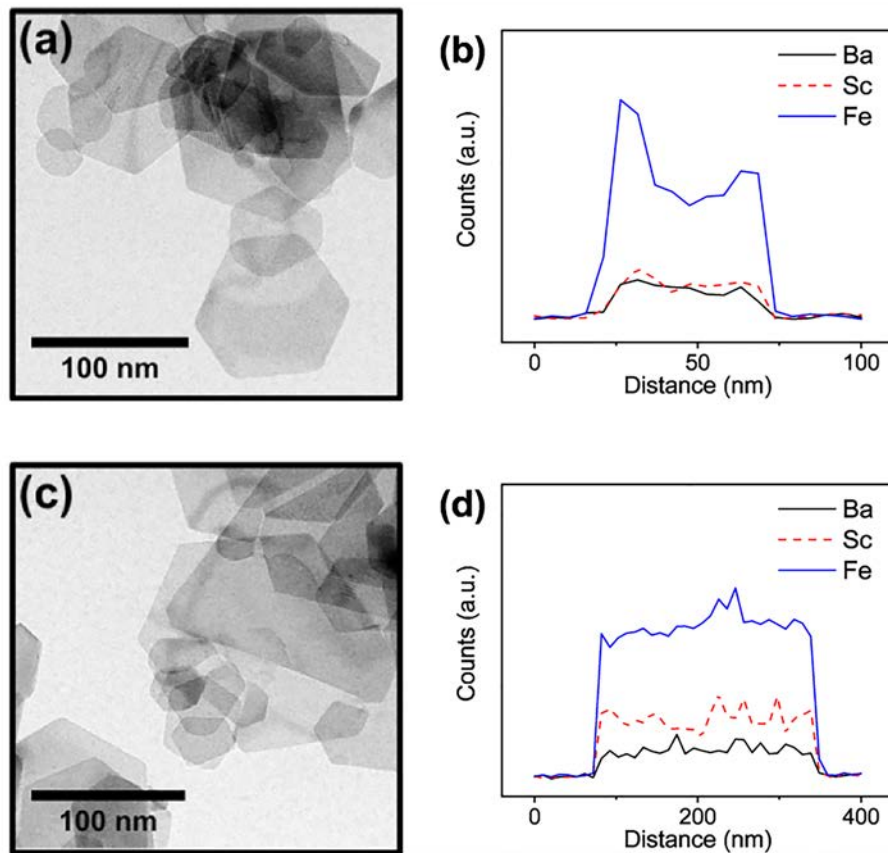 (a)
100 nm
(b)
Ba
Sc
Fe
Counts (a.u.)
0
50
100
Distance (nm)
(c)
100 nm
(d)
Ba
Sc
Fe
Counts (a.u.)
0
200
400
Distance (nm)